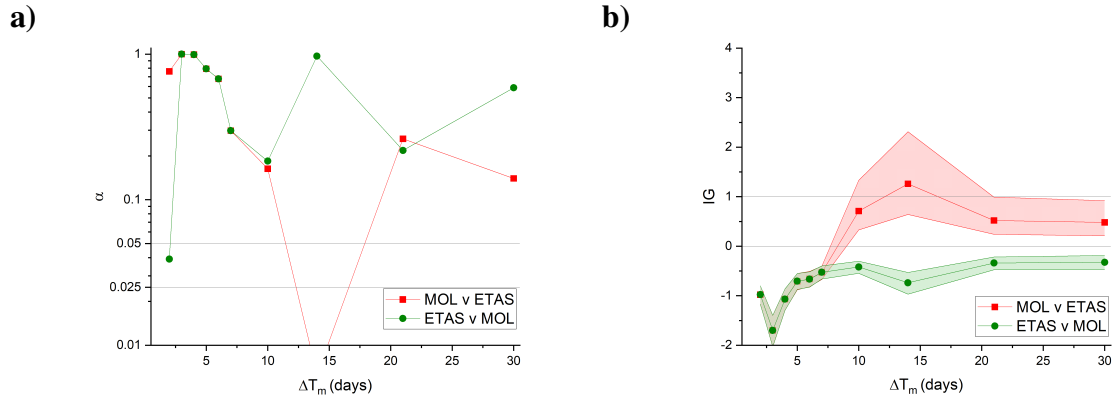 a)
b)
1
0.1
0.05
0.025
0.01
α
5
10
15
20
25
30
ΔTm (days)
MOL v ETAS
ETAS v MOL
4
3
2
1
0
-1
-2
IG
5
10
15
20
25
30
ΔTm (days)
MOL v ETAS
ETAS v MOL